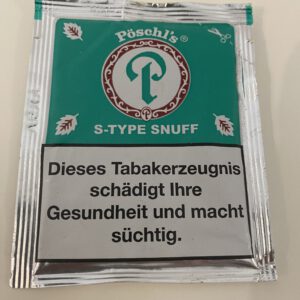 Pöschl's ®
P
S-TYPE SNUFF
Dieses Tabakerzeugnis
schädigt Ihre
Gesundheit und macht
süchtig.